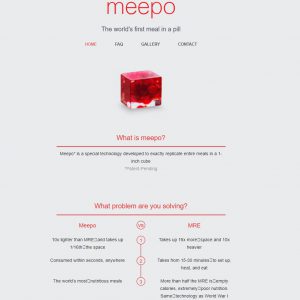 meepo
The world's first meal in a pill
HOME FAQ GALLERY CONTACT
What is meepo?
Meepo* is a special technology developed to exactly replicate entire meals in a 1-
inch cube
*Patent-Pending
What problem are you solving?
Meepo VS MRE
10x lighter than MRE□and takes up
1/10th□the space
1
Takes up 16x more□space and 10x
heavier
Consumed within seconds, anywhere
2
Takes from 15-30 minutes□to set up,
heat, and eat
The world's most□nutritious meals
3
More than half the MRE is□empty
calories, extremely□poor nutrition.
Same□technology as World War I